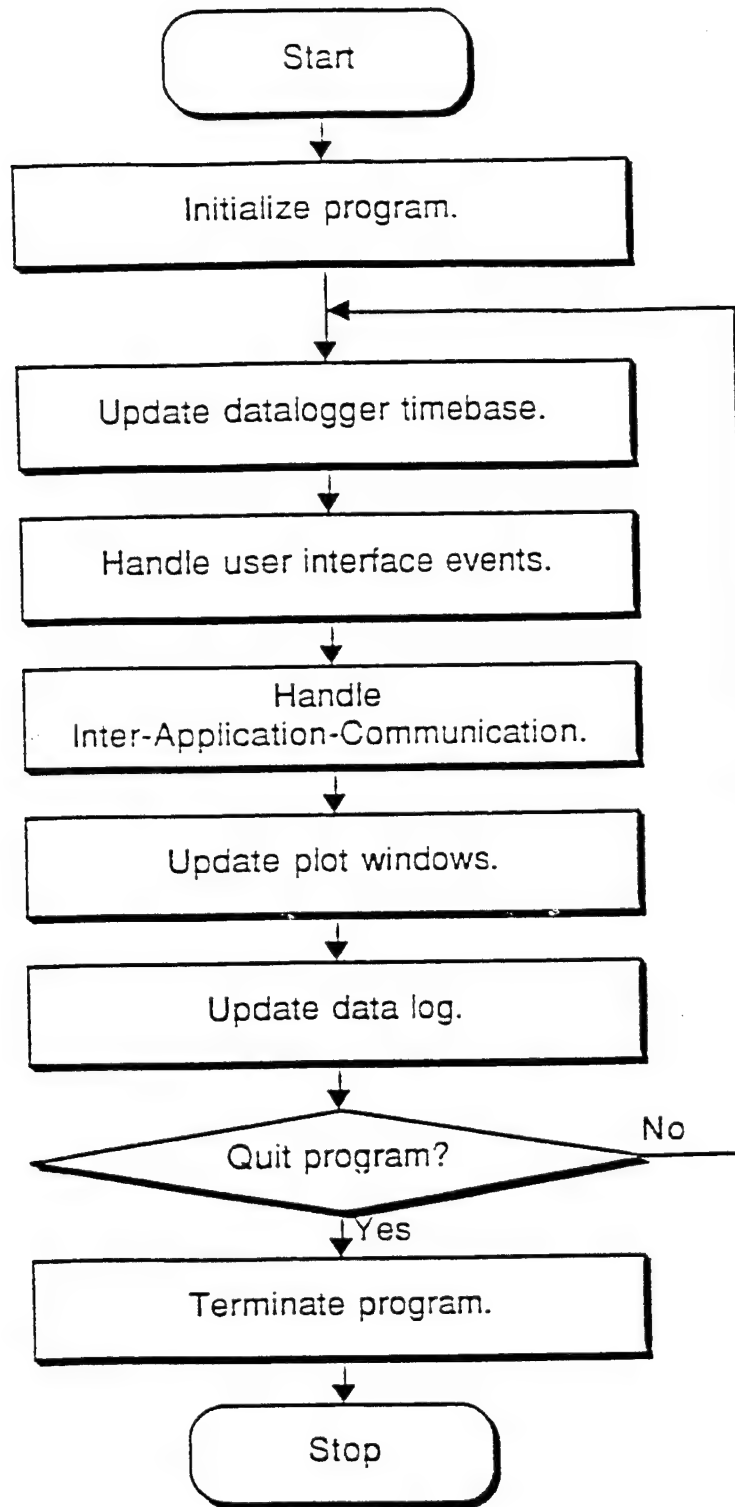 Start
Initialize program.
Update datalogger timebase.
Handle user interface events.
Handle
Inter-Application-Communication.
Update plot windows.
Update data log.
Quit program?
No
Yes
Terminate program.
Stop